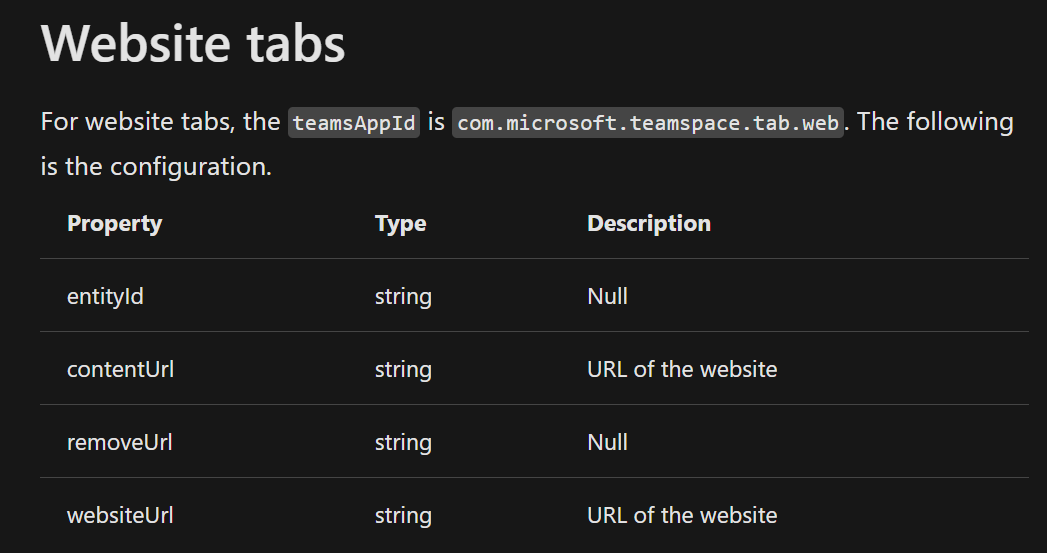 Website tabs
For website tabs, the teamsAppId is com.microsoft.teamspace.tab.web. The following
is the configuration.
Property Type Description
entityId string Null
contentUrl string URL of the website
removeUrl string Null
websiteUrl string URL of the website